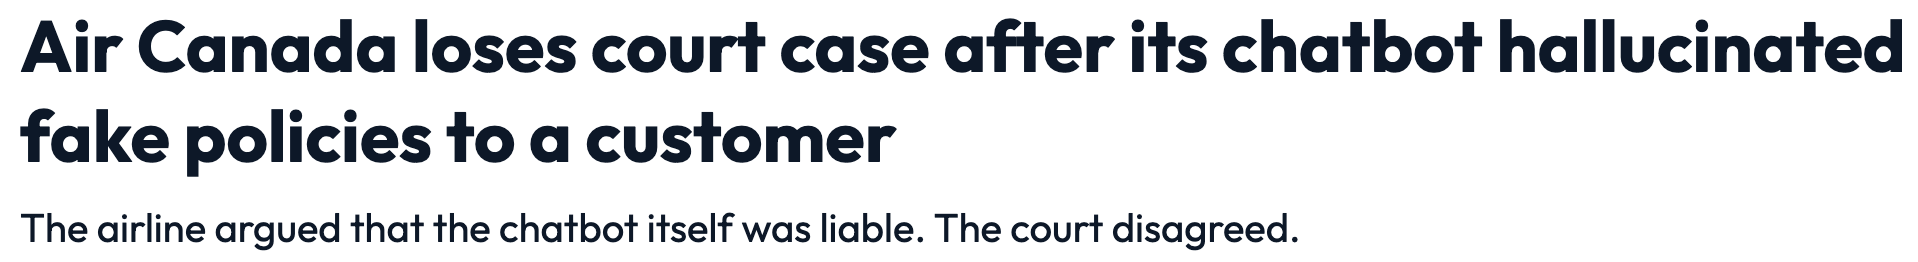 Air Canada loses court case after its chatbot hallucinated
fake policies to a customer
The airline argued that the chatbot itself was liable. The court disagreed.